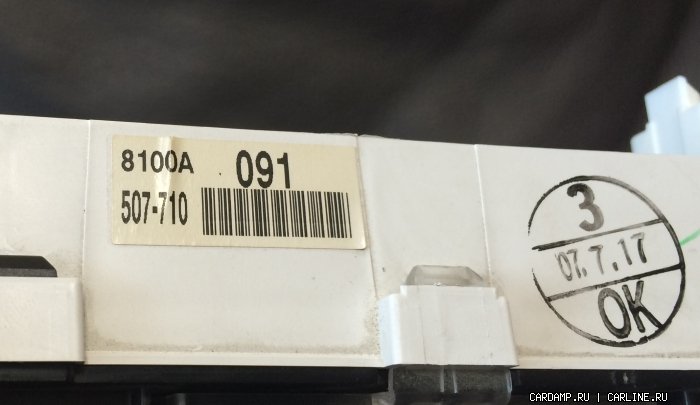 8100A 091
507-710
3
07.7.17
OK
CARDAMP.RU | CARLINE.RU